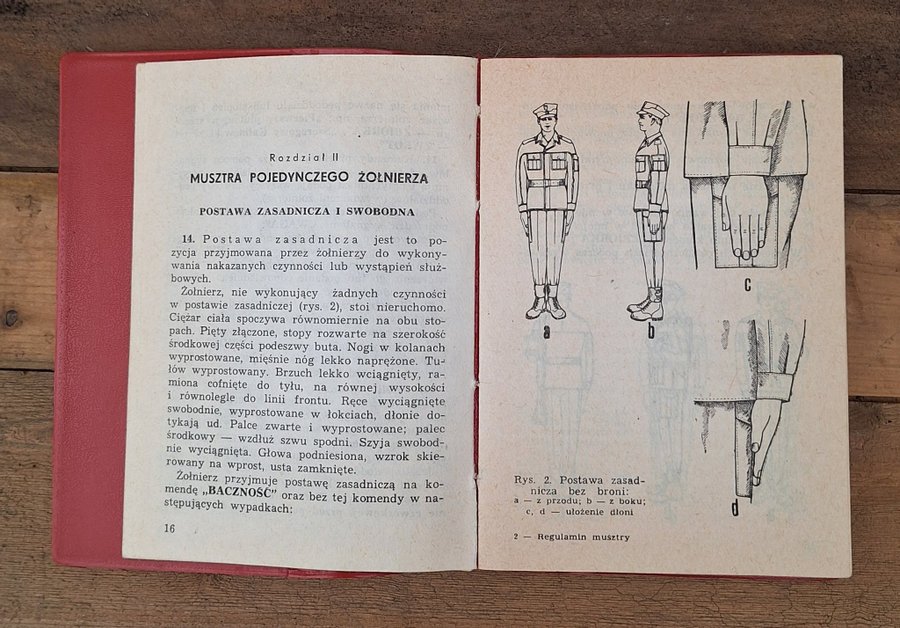 Rozdział II
MUSZTRA POJEDYNCZEGO ŻOŁNIERZA
POSTAWA ZASADNICZA I SWOBODNA
14. Postawa zasadnicza jest to po-
zycja przyjmowana przez żołnierzy do wykony-
wania nakazanych czynności lub wystąpień służ-
bowych.
Żołnierz, nie wykonujący żadnych czynności
w postawie zasadniczej (rys. 2), stoi nieruchomo.
Ciężar ciała spoczywa równomiernie na obu sto-
pach. Pięty złączone, stopy rozwarte na szerokość
środkowej części podeszwy buta. Nogi w kolanach
wyprostowane, mięśnie nóg lekko naprężone. Tu-
łów wyprostowany. Brzuch lekko wciągnięty, ra-
miona cofnięte do tyłu, na równej wysokości
i równolegle do linii frontu. Ręce wyciągnięte
swobodnie, wyprostowane w łokciach, dłonie do-
tykają ud. Palce zwarte i wyprostowane; palec
środkowy — wzdłuż szwu spodni. Szyja swobod-
nie wyciągnięta. Głowa podniesiona, wzrok skie-
rowany na wprost, usta zamknięte.
Żołnierz przyjmuje postawę zasadniczą na ko-
mendę „BACZNOŚĆ” oraz bez tej komendy w na-
stępujących wypadkach:
16
a
b
c
d
Rys. 2. Postawa zasad-
nicza bez broni:
a — z przodu; b — z boku;
c, d — ułożenie dłoni
2 — Regulamin musztry